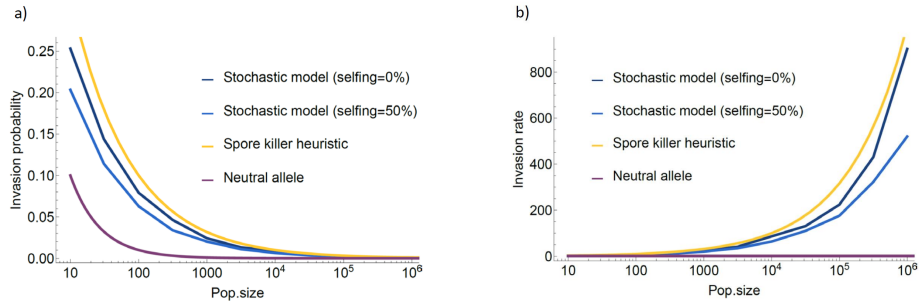 a)
0.25
0.20
0.15
0.10
0.05
0.00
Invasion probability
Stochastic model (selfing=0%)
Stochastic model (selfing=50%)
Spore killer heuristic
Neutral allele
10 100 1000 10⁴ 10⁵ 10⁶
Pop.size
b)
800
600
400
200
0
Invasion rate
Stochastic model (selfing=0%)
Stochastic model (selfing=50%)
Spore killer heuristic
Neutral allele
10 100 1000 10⁴ 10⁵ 10⁶
Pop.size